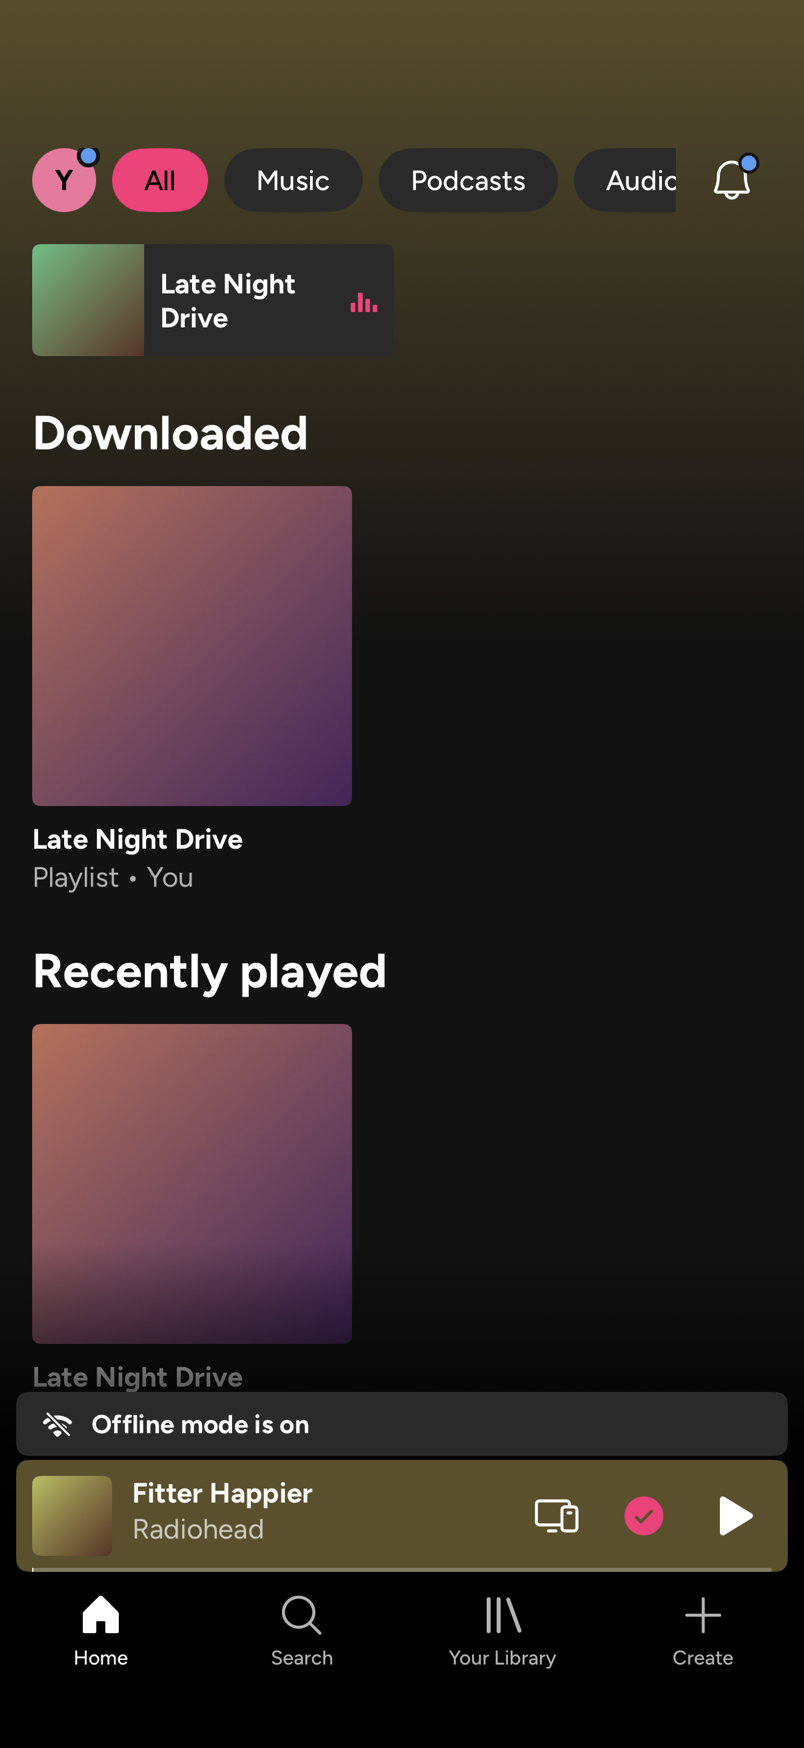 Y
All
Music
Podcasts
Audio
Late Night
Drive
Downloaded
Late Night Drive
Playlist • You
Recently played
Late Night Drive
Offline mode is on
Fitter Happier
Radiohead
Home
Search
Your Library
Create